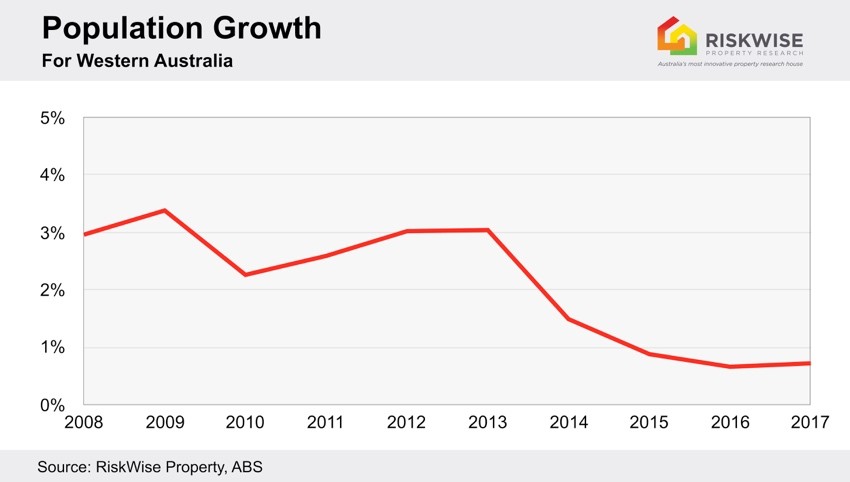 Population Growth
For Western Australia
RISKWISE
PROPERTY RESEARCH
Australia's most innovative property research house
5%
4%
3%
2%
1%
0%
2008 2009 2010 2011 2012 2013 2014 2015 2016 2017
Source: RiskWise Property, ABS